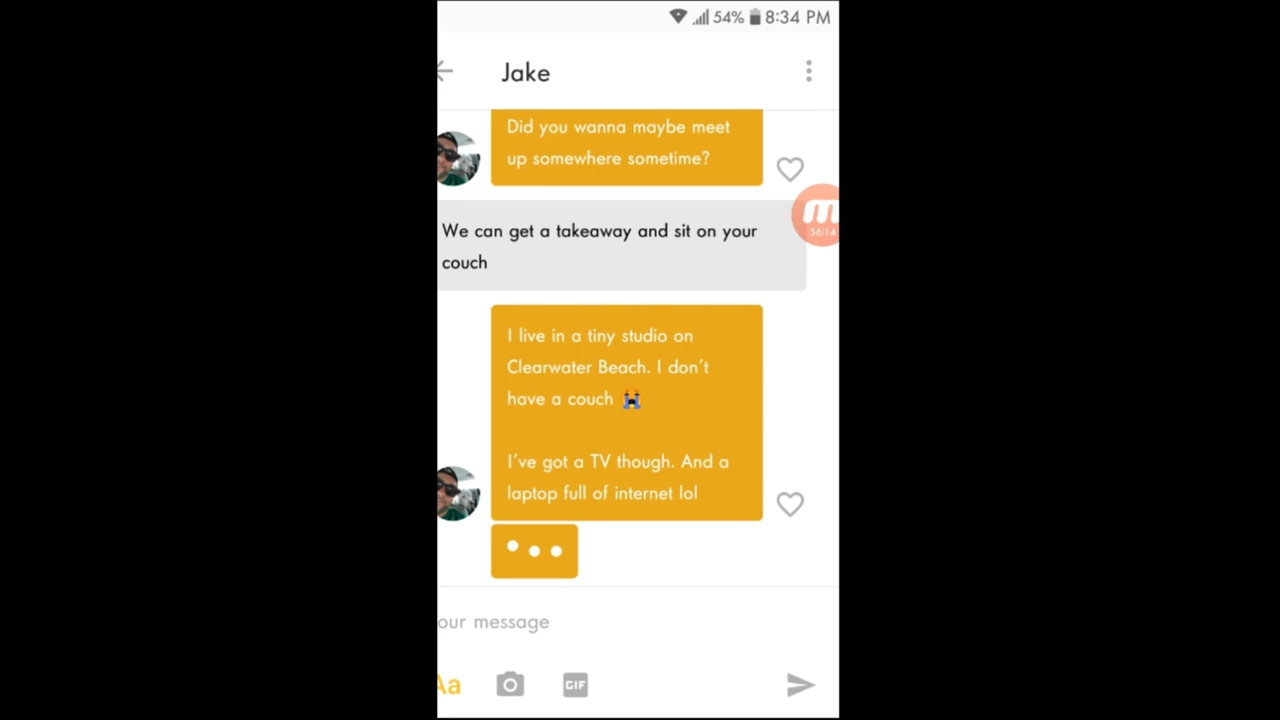 54% 8:34 PM
Jake
Did you wanna maybe meet
up somewhere sometime?
We can get a takeaway and sit on your
couch
36:14
I live in a tiny studio on
Clearwater Beach. I don't
have a couch 😭
I've got a TV though. And a
laptop full of internet lol
our message
Aa
GIF